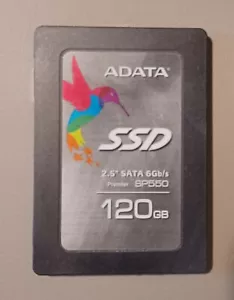 ADATA
SSD
2.5" SATA 6Gb/s
Premier SP550
120GB